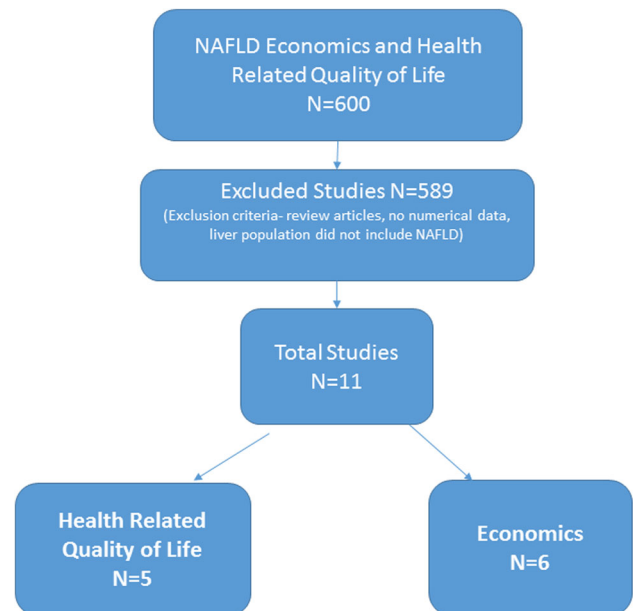 NAFLD Economics and Health
Related Quality of Life
N=600
Excluded Studies N=589
(Exclusion criteria- review articles, no numerical data,
liver population did not include NAFLD)
Total Studies
N=11
Health Related
Quality of Life
N=5
Economics
N=6